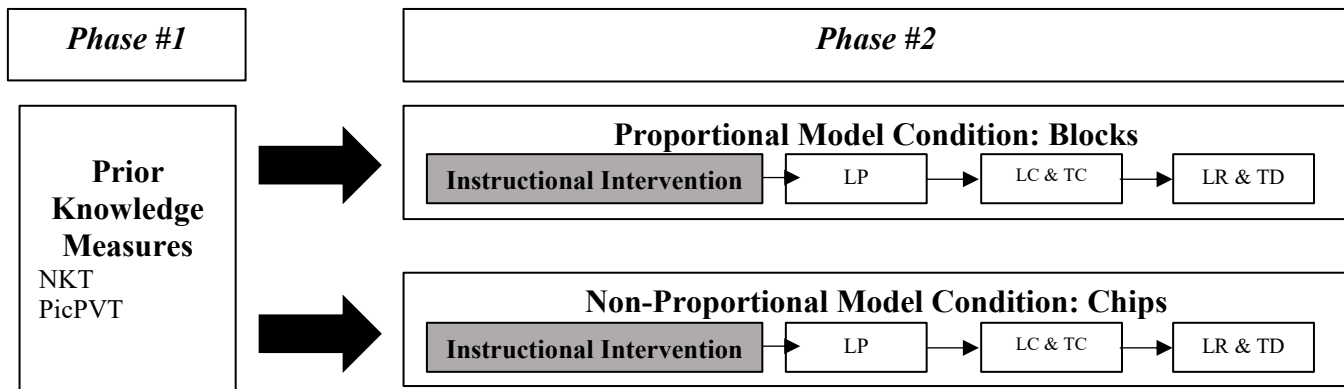 Phase #1
Phase #2
Prior
Knowledge
Measures
NKT
PicPVT
Proportional Model Condition: Blocks
Instructional Intervention
LP
LC & TC
LR & TD
Non-Proportional Model Condition: Chips
Instructional Intervention
LP
LC & TC
LR & TD